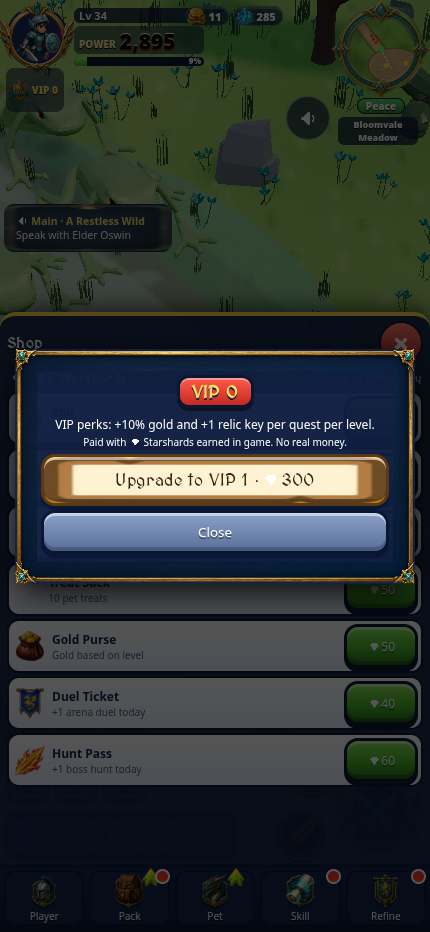 Lv 34
11
285
POWER 2,895
9%
VIP 0
Peace
Bloomvale
Meadow
Main · A Restless Wild
Speak with Elder Oswin
Shop
VIP 0
VIP perks: +10% gold and +1 relic key per quest per level.
Paid with Starshards earned in game. No real money.
Upgrade to VIP 1 · 300
Close
10 pet treats
50
Gold Purse
Gold based on level
50
Duel Ticket
+1 arena duel today
40
Hunt Pass
+1 boss hunt today
60
Player
Pack
Pet
Skill
Refine